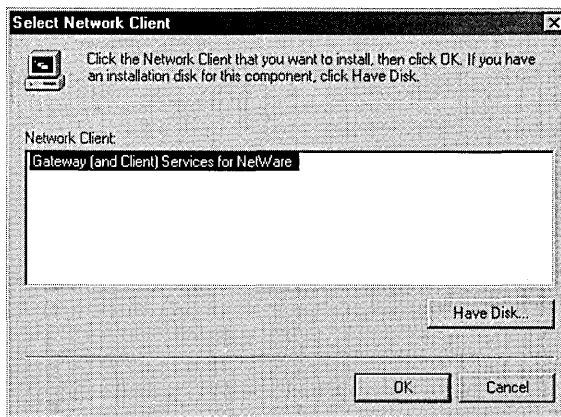 Select Network Client
Click the Network Client that you want to install, then click OK. If you have
an installation disk for this component, click Have Disk.
Network Client:
Gateway (and Client) Services for NetWare
Have Disk...
OK
Cancel